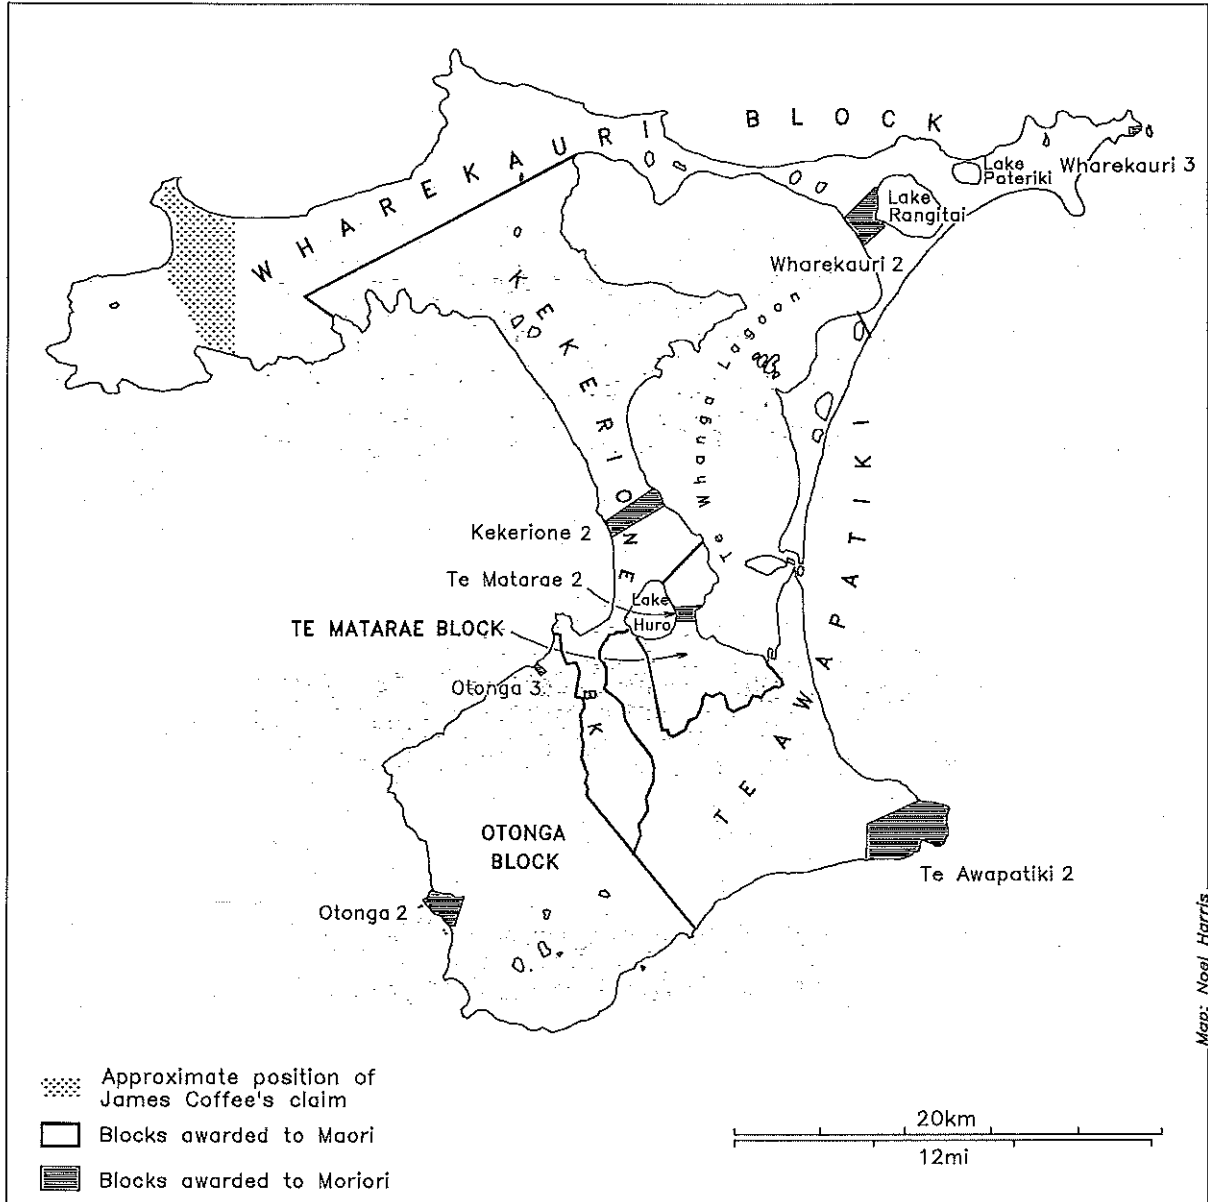 WHAREKAURI BLOCK
Lake
Pateriki
Wharekauri 3
Lake
Rangitai
Wharekauri 2
KEKERIONE
BK
Te Whanga Lagoon
Kekerione 2
Te Matarae 2
Lake
Huro
TE MATARAE BLOCK
Otonga 3
TE AWAPATIKI
OTONGA
BLOCK
Te Awapatiki 2
Otonga 2
Map: Noel Harris
Approximate position of
James Coffee's claim
Blocks awarded to Maori
Blocks awarded to Moriori
20km
12mi